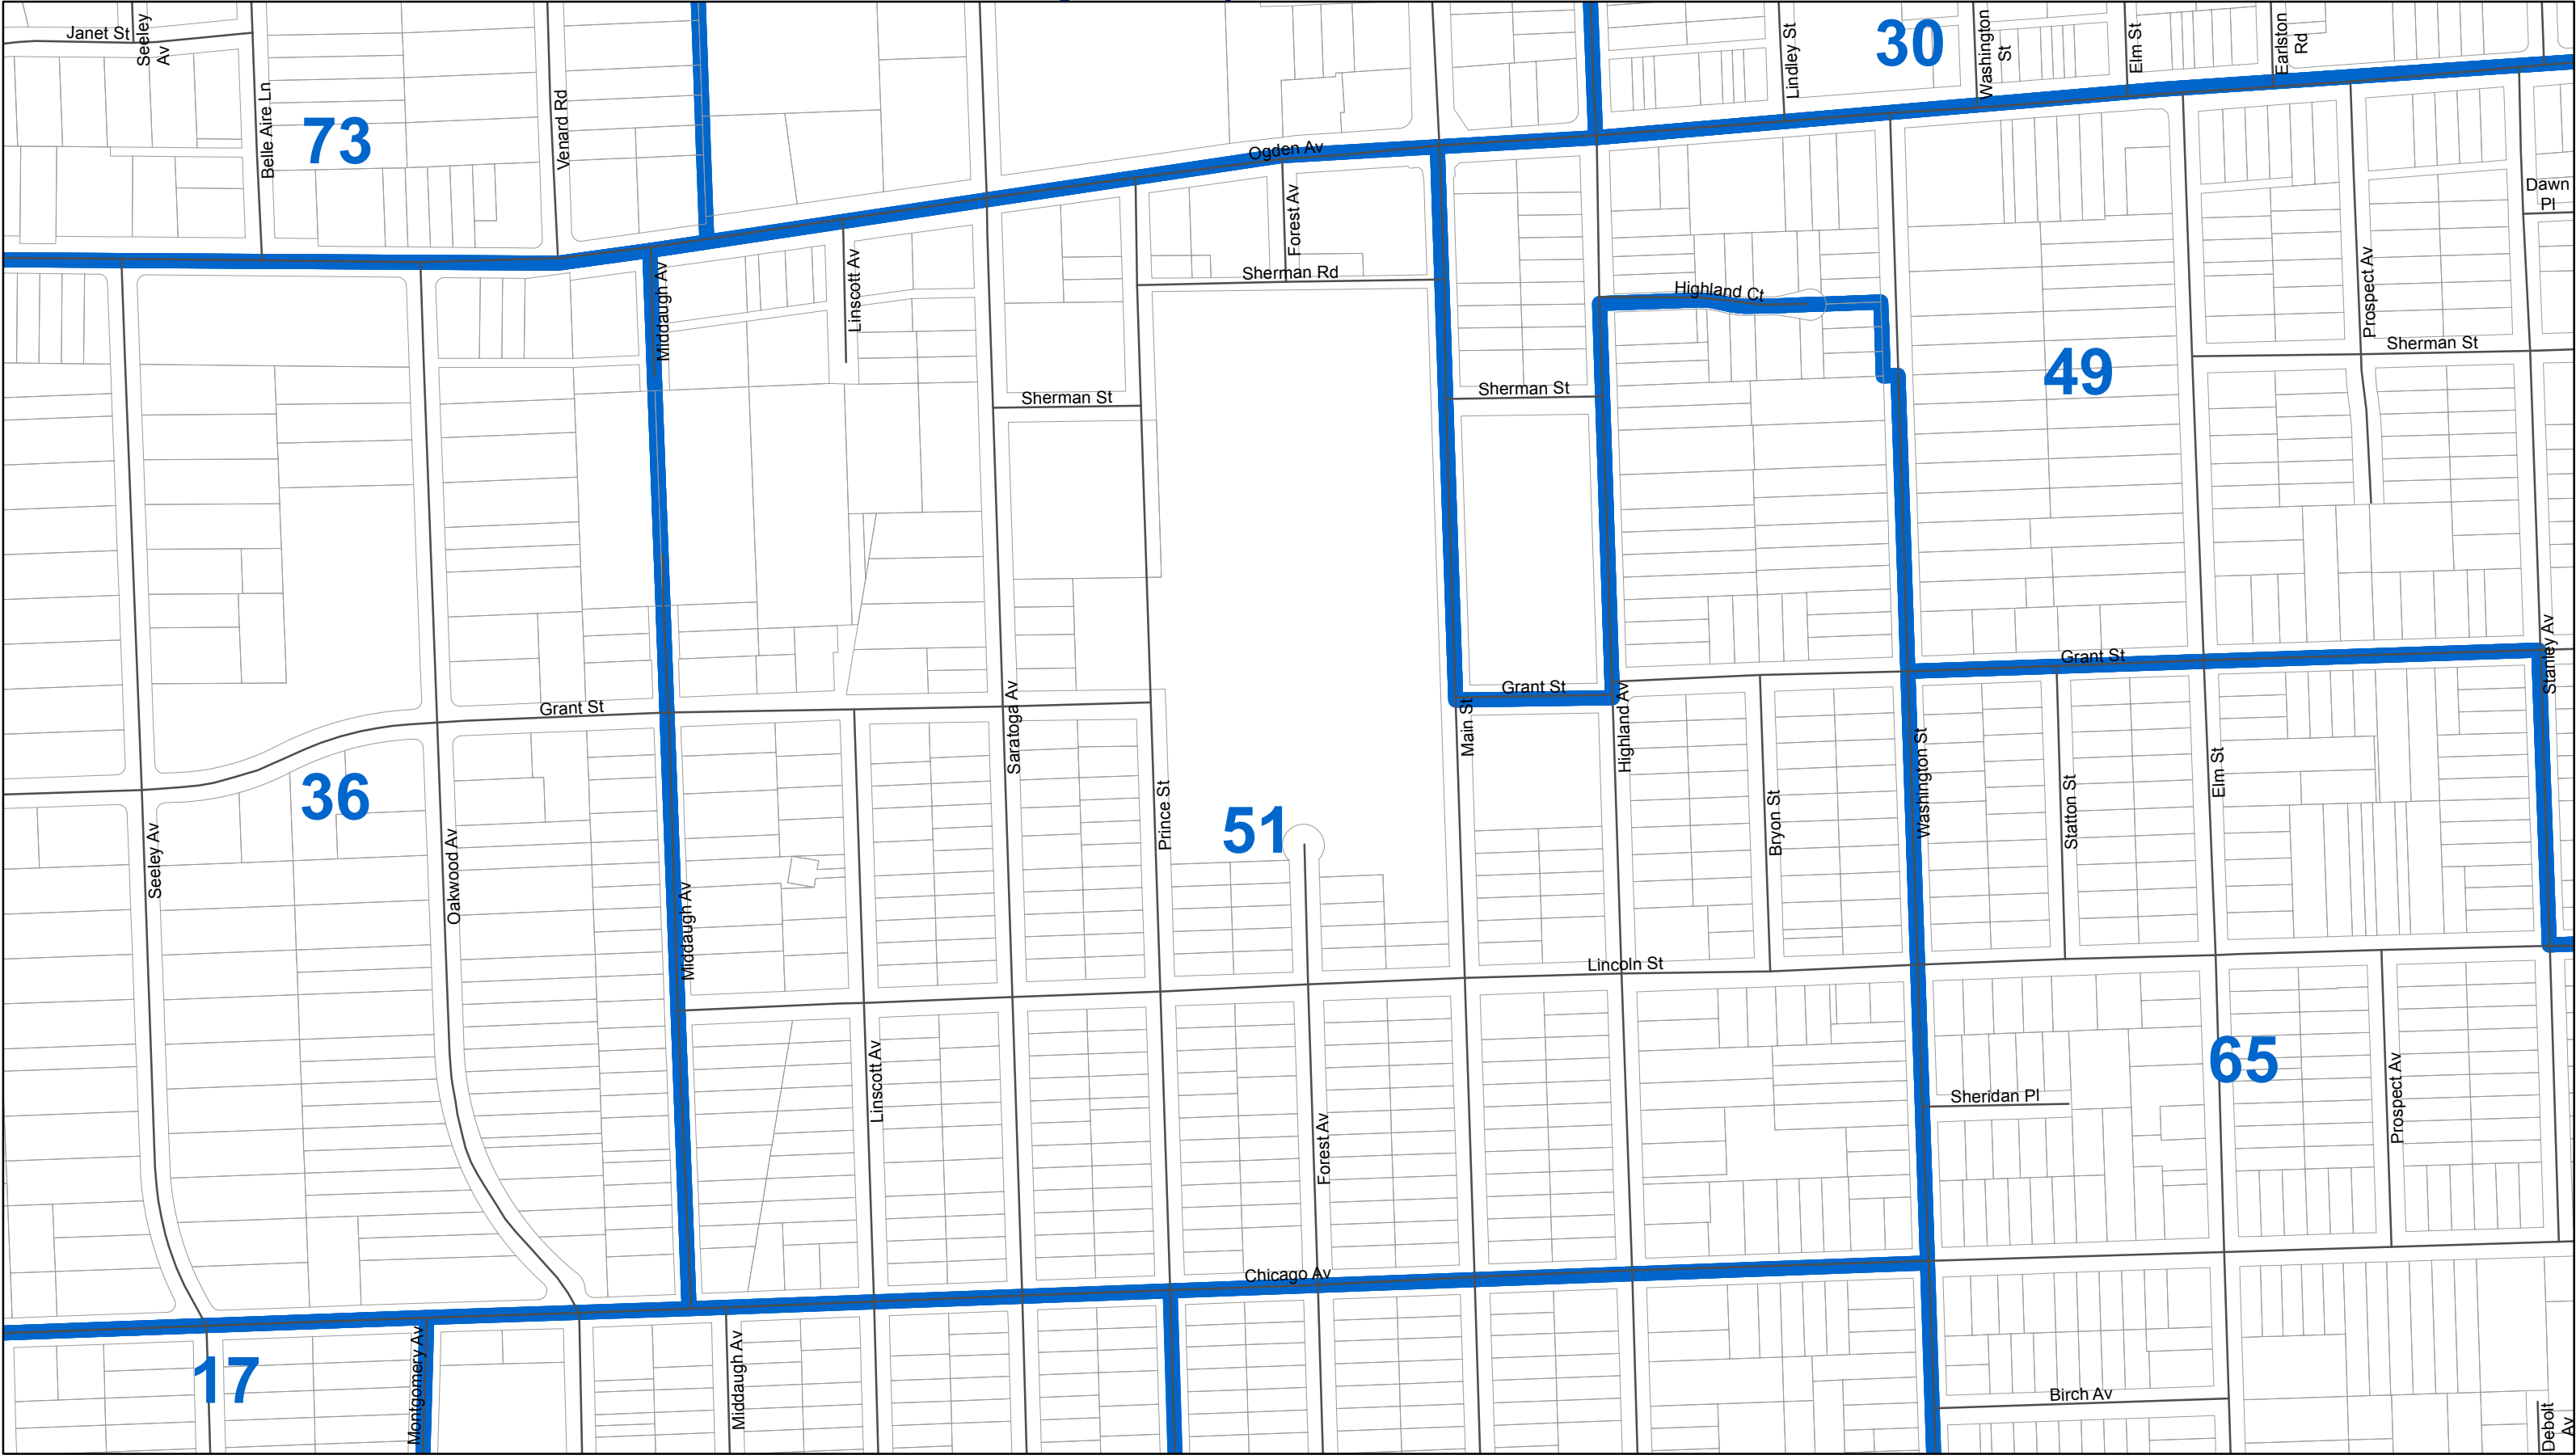 Janet St
Seeley
Av
Belle Aire Ln
73
Venard Rd
Ogden Av
Lindley St
30
Washington
St
Elm St
Earlston
Rd
Dawn
Pl
Middaugh Av
Linscott Av
Forest Av
Sherman Rd
Highland Ct
Prospect Av
Sherman St
49
Sherman St
Sherman St
Grant St
Stanley Av
Grant St
Grant St
Saratoga Av
Main St
Highland Av
36
Seeley Av
Oakwood Av
Middaugh Av
Prince St
51
Bryon St
Washington St
Statton St
Elm St
Lincoln St
Linscott Av
Forest Av
Sheridan Pl
65
Prospect Av
Chicago Av
17
Montgomery Av
Middaugh Av
Birch Av
Debolt
Av